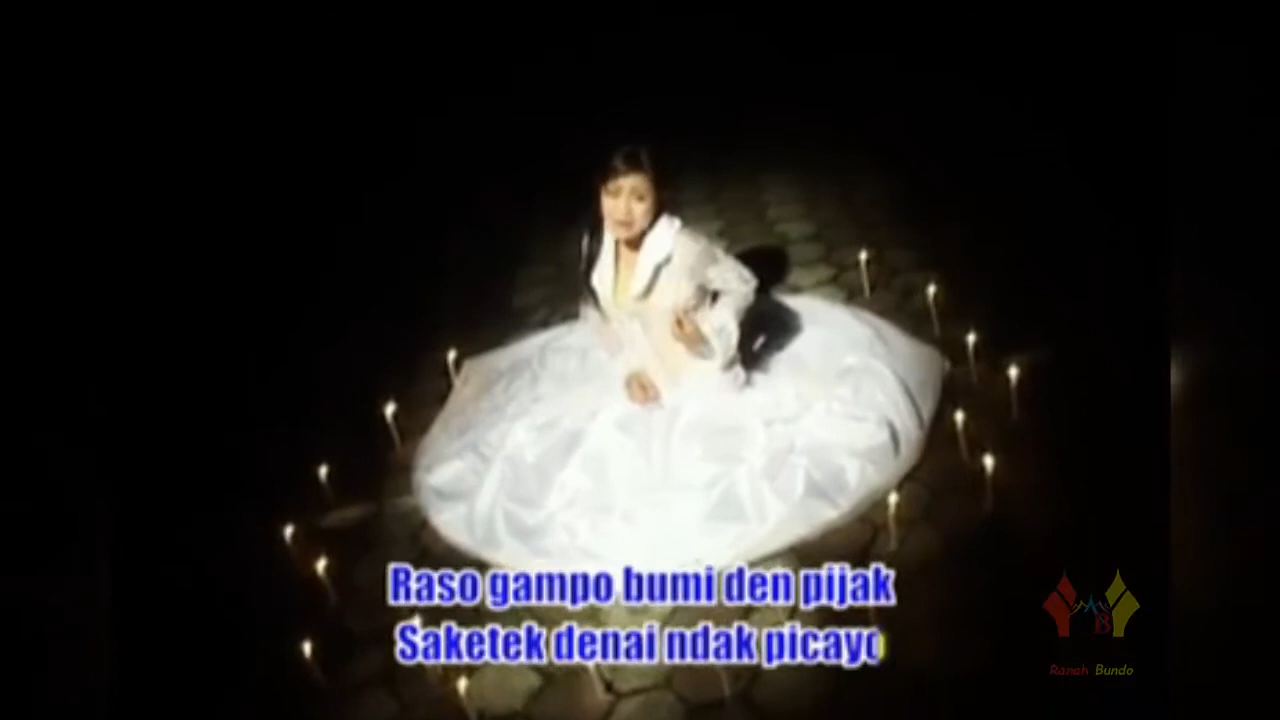 Raso gampo bumi den pijak
Saketek denai ndak picayo
B
Ranah Bundo